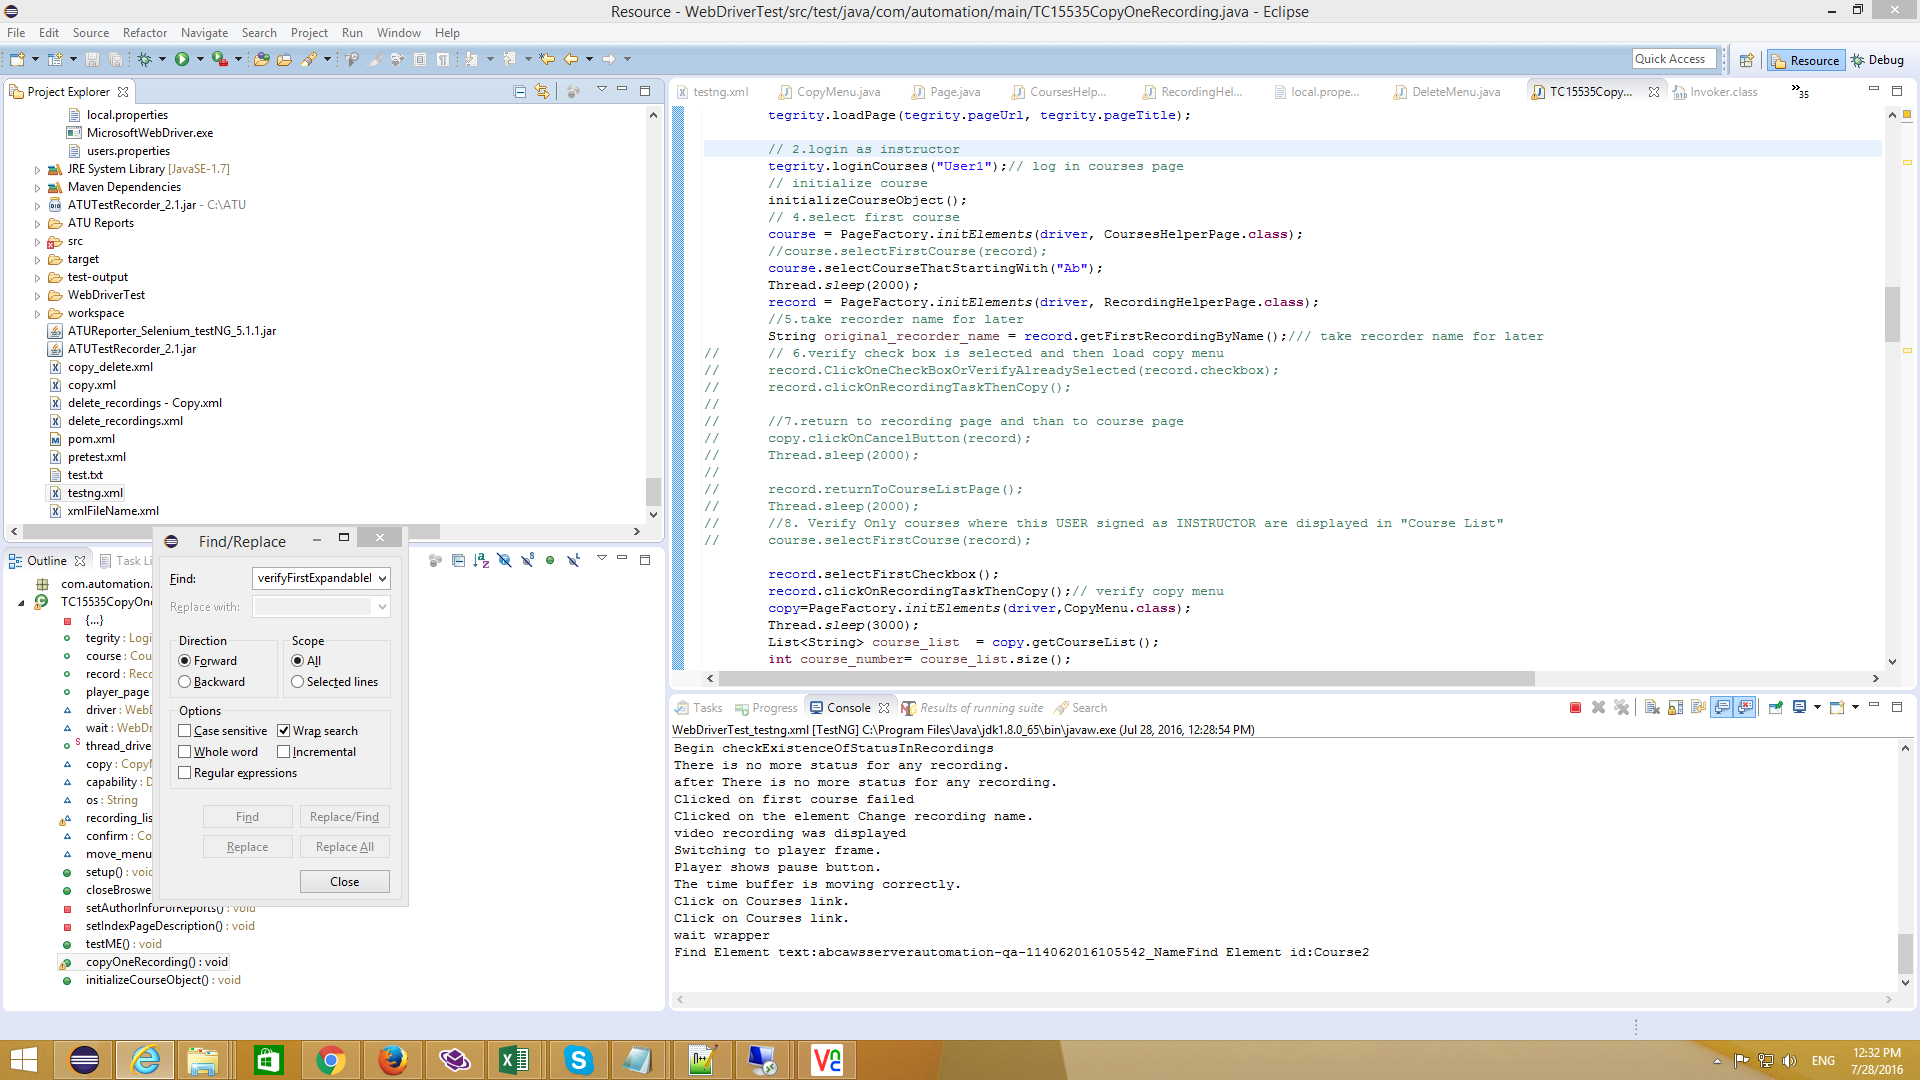 Resource - WebDriverTest/src/test/java/com/automation/main/TC15535CopyOneRecording.java - Eclipse
File Edit Source Refactor Navigate Search Project Run Window Help
Quick Access
Resource
Debug
Project Explorer
local.properties
MicrosoftWebDriver.exe
users.properties
JRE System Library [JavaSE-1.7]
Maven Dependencies
ATUTestRecorder_2.1.jar - C:\ATU
ATU Reports
src
target
test-output
WebDriverTest
workspace
ATUReporter_Selenium_testNG_5.1.1.jar
ATUTestRecorder_2.1.jar
copy_delete.xml
copy.xml
delete_recordings - Copy.xml
delete_recordings.xml
pom.xml
pretest.xml
test.txt
testng.xml
xmlFileName.xml
testng.xml CopyMenu.java Page.java CoursesHelp... RecordingHel... local.prope... DeleteMenu.java TC15535Copy... Invoker.class »35
tegrity.loadPage(tegrity.pageUrl, tegrity.pageTitle);
// 2.login as instructor
tegrity.loginCourses("User1");// log in courses page
// initialize course
initializeCourseObject();
// 4.select first course
course = PageFactory.initElements(driver, CoursesHelperPage.class);
//course.selectFirstCourse(record);
course.selectCourseThatStartingWith("Ab");
Thread.sleep(2000);
record = PageFactory.initElements(driver, RecordingHelperPage.class);
//5.take recorder name for later
String original_recorder_name = record.getFirstRecordingByName();/// take recorder name for later
// // 6.verify check box is selected and then load copy menu
// record.ClickOneCheckBoxOrVerifyAlreadySelected(record.checkbox);
// record.clickOnRecordingTaskThenCopy();
//
// //7.return to recording page and than to course page
// copy.clickOnCancelButton(record);
// Thread.sleep(2000);
//
// record.returnToCourseListPage();
// Thread.sleep(2000);
// //8. Verify Only courses where this USER signed as INSTRUCTOR are displayed in "Course List"
// course.selectFirstCourse(record);
record.selectFirstCheckbox();
record.clickOnRecordingTaskThenCopy();// verify copy menu
copy=PageFactory.initElements(driver,CopyMenu.class);
Thread.sleep(3000);
List<String> course_list = copy.getCourseList();
int course_number= course_list.size();
Outline Task Li
com.automation.
TC15535CopyOne
{...}
tegrity : Logi
course : Cou
record : Reco
player_page
driver : WebD
wait : WebDr
S thread_drive
copy : CopyM
capability : D
os : String
recording_lis
confirm : Co
move_menu
setup() : void
closeBroswe
setAuthorInfoForReports() : void
setIndexPageDescription() : void
testME() : void
copyOneRecording() : void
initializeCourseObject() : void
Find/Replace
Find: verifyFirstExpandablel
Replace with:
Direction Scope
Forward All
Backward Selected lines
Options
Case sensitive Wrap search
Whole word Incremental
Regular expressions
Find Replace/Find
Replace Replace All
Close
Tasks Progress Console Results of running suite Search
WebDriverTest_testng.xml [TestNG] C:\Program Files\Java\jdk1.8.0_65\bin\javaw.exe (Jul 28, 2016, 12:28:54 PM)
Begin checkExistenceOfStatusInRecordings
There is no more status for any recording.
after There is no more status for any recording.
Clicked on first course failed
Clicked on the element Change recording name.
video recording was displayed
Switching to player frame.
Player shows pause button.
The time buffer is moving correctly.
Click on Courses link.
Click on Courses link.
wait wrapper
Find Element text:abcawsserverautomation-qa-114062016105542_NameFind Element id:Course2
ENG
12:32 PM
7/28/2016